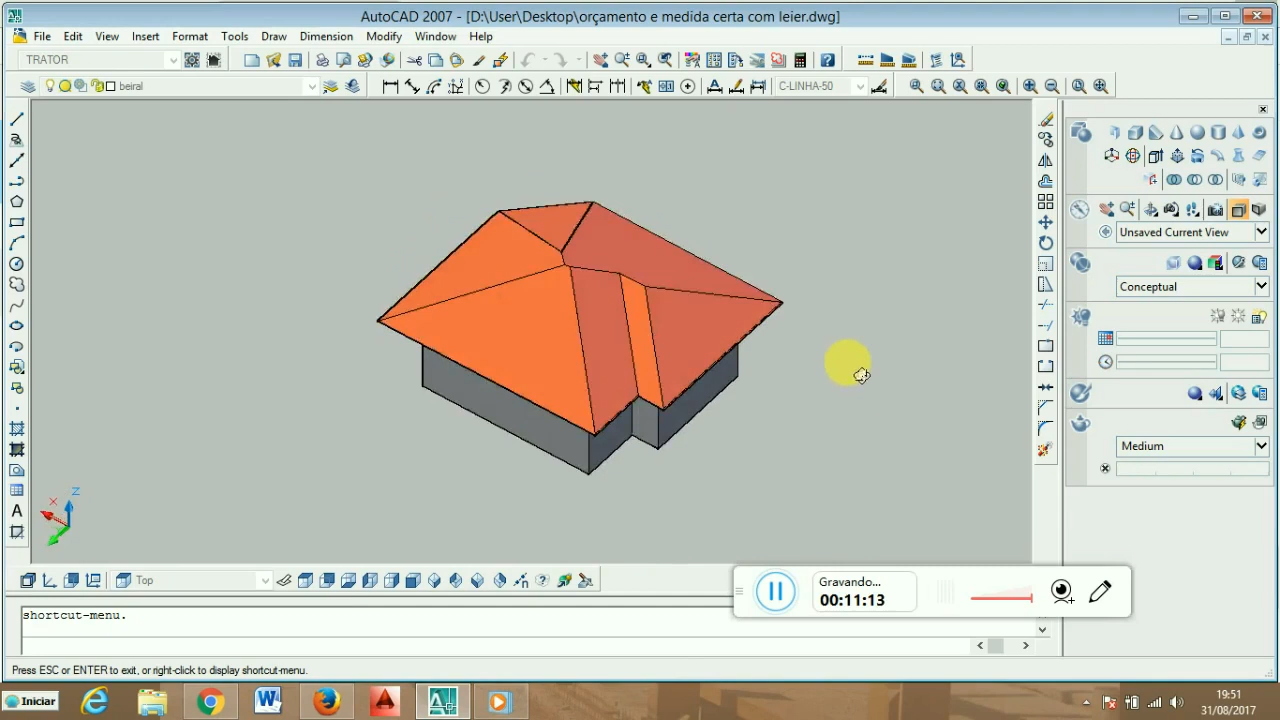 AutoCAD 2007 - [D:\User\Desktop\orçamento e medida certa com leier.dwg]
File Edit View Insert Format Tools Draw Dimension Modify Window Help
TRATOR
beiral
C-LINHA-50
Unsaved Current View
Conceptual
Medium
X
Z
Top
Gravando...
00:11:13
shortcut-menu.
Press ESC or ENTER to exit, or right-click to display shortcut-menu.
Iniciar
19:51
31/08/2017